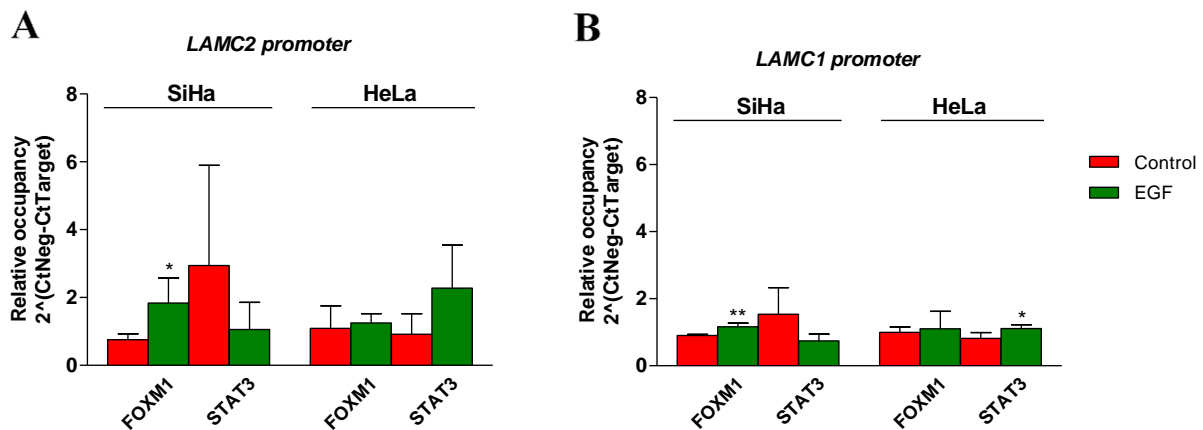 A
LAMC2 promoter
SiHa
HeLa
Relative occupancy
2^(CtNeg-CtTarget)
8
6
4
2
0
*
FOXM1
STAT3
FOXM1
STAT3
B
LAMC1 promoter
SiHa
HeLa
Relative occupancy
2^(CtNeg-CtTarget)
8
6
4
2
0
**
*
FOXM1
STAT3
FOXM1
STAT3
Control
EGF